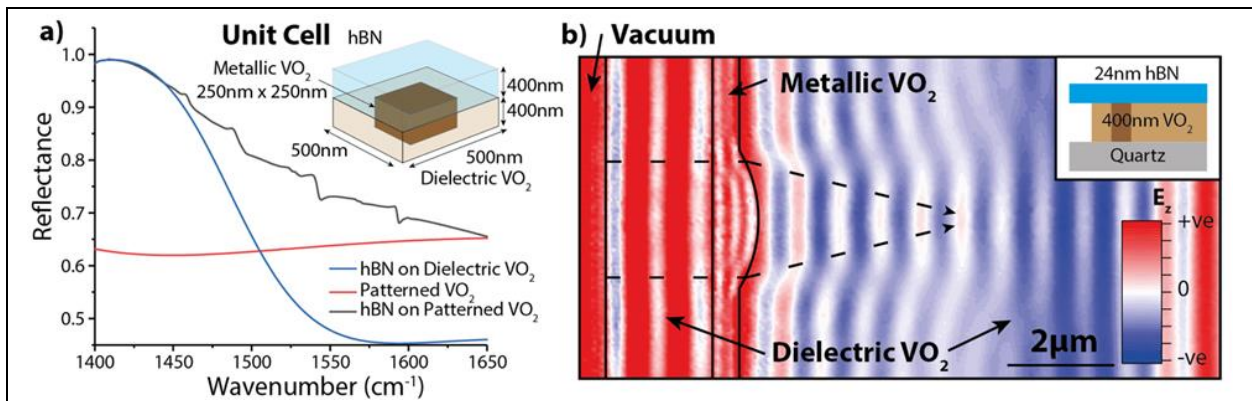 a)
Unit Cell
hBN
Metallic VO₂
250nm x 250nm
400nm
400nm
500nm
500nm
Dielectric VO₂
1.0
0.9
0.8
0.7
0.6
0.5
Reflectance
hBN on Dielectric VO₂
Patterned VO₂
hBN on Patterned VO₂
1400
1450
1500
1550
1600
1650
Wavenumber (cm⁻¹)
b)
Vacuum
Metallic VO₂
24nm hBN
400nm VO₂
Quartz
E_z
+ve
0
-ve
Dielectric VO₂
2μm